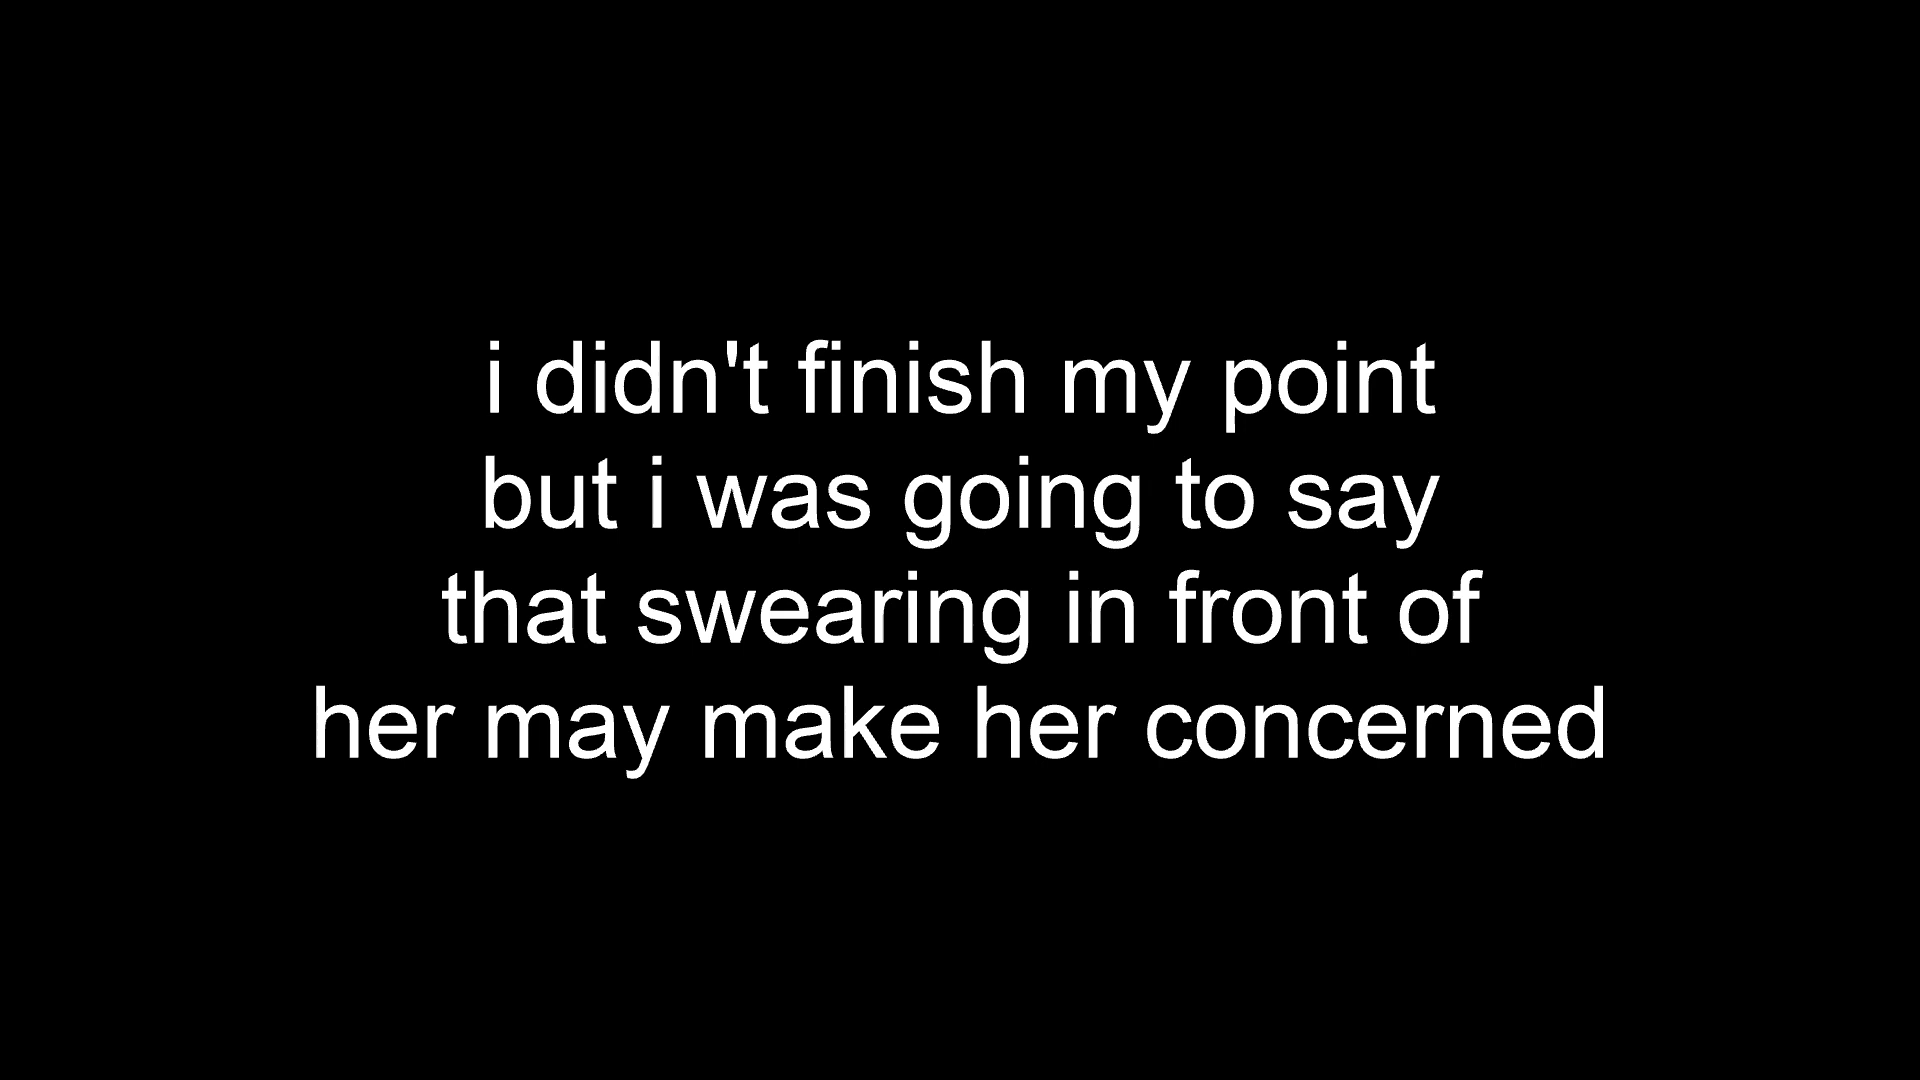 i didn't finish my point
but i was going to say
that swearing in front of
her may make her concerned